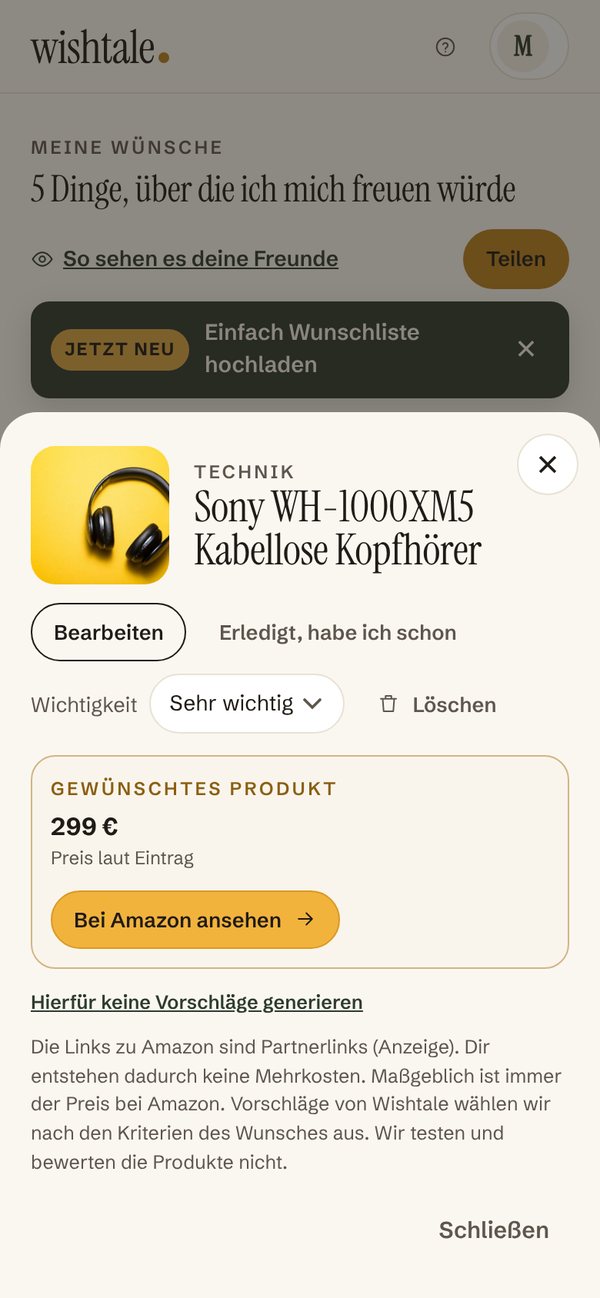 wishtale.
M
MEINE WÜNSCHE
5 Dinge, über die ich mich freuen würde
So sehen es deine Freunde
Teilen
JETZT NEU
Einfach Wunschliste
hochladen
TECHNIK
Sony WH-1000XM5
Kabellose Kopfhörer
Bearbeiten
Erledigt, habe ich schon
Wichtigkeit
Sehr wichtig
Löschen
GEWÜNSCHTES PRODUKT
299 €
Preis laut Eintrag
Bei Amazon ansehen →
Hierfür keine Vorschläge generieren
Die Links zu Amazon sind Partnerlinks (Anzeige). Dir
entstehen dadurch keine Mehrkosten. Maßgeblich ist immer
der Preis bei Amazon. Vorschläge von Wishtale wählen wir
nach den Kriterien des Wunsches aus. Wir testen und
bewerten die Produkte nicht.
Schließen